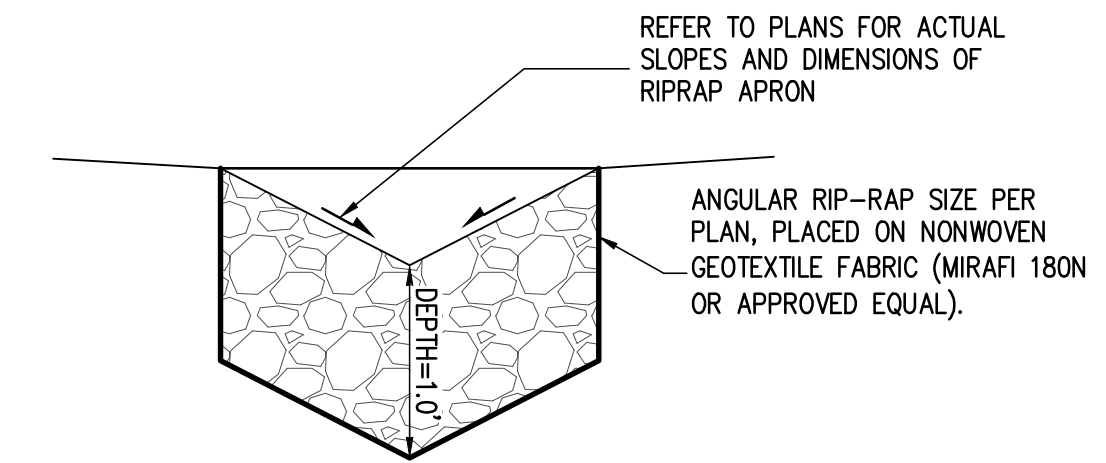 REFER TO PLANS FOR ACTUAL
SLOPES AND DIMENSIONS OF
RIPRAP APRON
ANGULAR RIP-RAP SIZE PER
PLAN, PLACED ON NONWOVEN
GEOTEXTILE FABRIC (MIRAFI 180N
OR APPROVED EQUAL).
DEPTH=1.0'